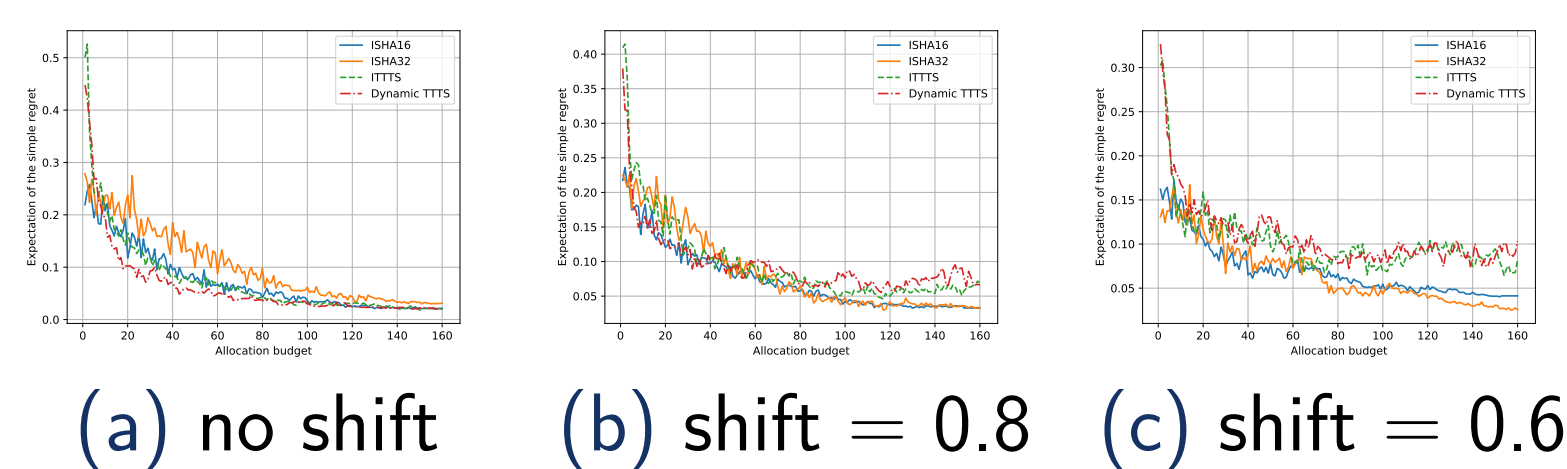 0.5
0.4
0.3
0.2
0.1
0.0
Expectation of the simple regret
0 20 40 60 80 100 120 140 160
Allocation budget
ISHA16
ISHA32
ITTTS
Dynamic TTTS
(a) no shift
0.40
0.35
0.30
0.25
0.20
0.15
0.10
0.05
Expectation of the simple regret
0 20 40 60 80 100 120 140 160
Allocation budget
ISHA16
ISHA32
ITTTS
Dynamic TTTS
(b) shift = 0.8
0.30
0.25
0.20
0.15
0.10
0.05
Expectation of the simple regret
0 20 40 60 80 100 120 140 160
Allocation budget
ISHA16
ISHA32
ITTTS
Dynamic TTTS
(c) shift = 0.6